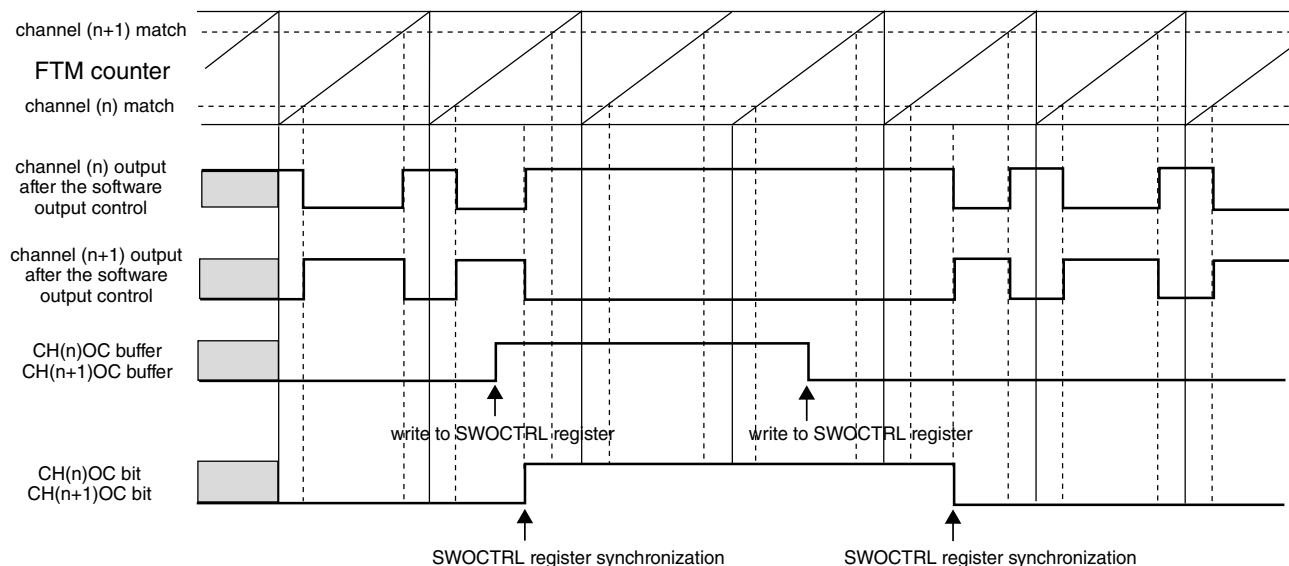 channel (n+1) match
FTM counter
channel (n) match
channel (n) output
after the software
output control
channel (n+1) output
after the software
output control
CH(n)OC buffer
CH(n+1)OC buffer
write to SWOCTRL register
write to SWOCTRL register
CH(n)OC bit
CH(n+1)OC bit
SWOCTRL register synchronization
SWOCTRL register synchronization